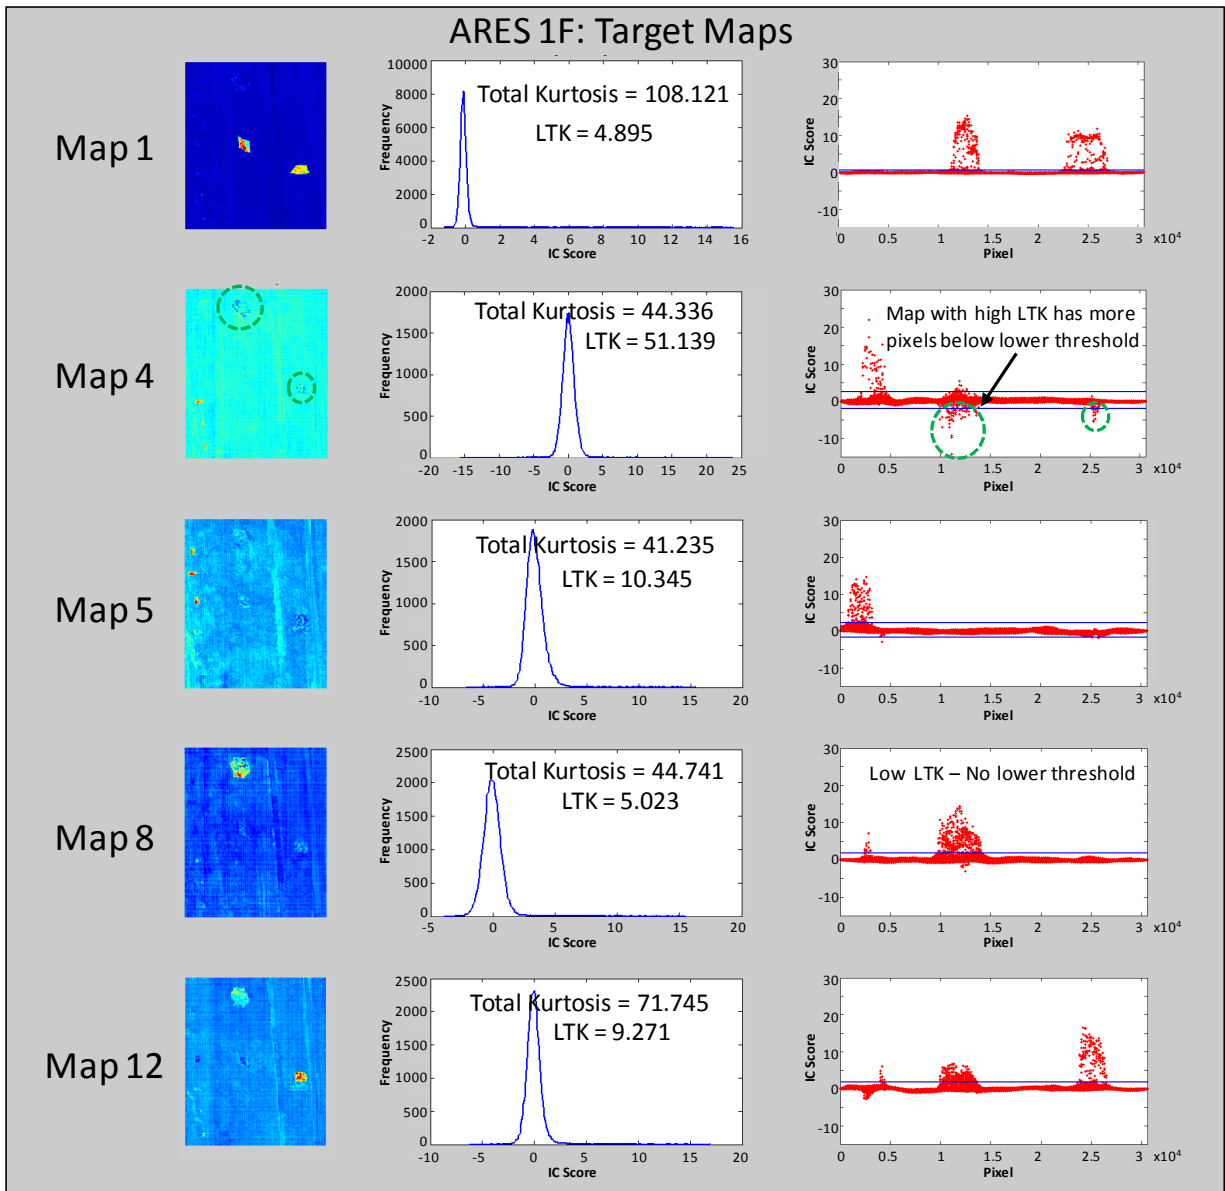 ARES 1F: Target Maps
Map 1
10000
8000
6000
4000
2000
0
Frequency
Total Kurtosis = 108.121
LTK = 4.895
-2 0 2 4 6 8 10 12 14 16
IC Score
30
20
10
0
-10
IC Score
0 0.5 1 1.5 2 2.5 3 x10⁴
Pixel
Map 4
2000
1500
1000
500
0
Frequency
Total Kurtosis = 44.336
LTK = 51.139
-20 -15 -10 -5 0 5 10 15 20 25
IC Score
30
20
10
0
-10
IC Score
Map with high LTK has more
pixels below lower threshold
0 0.5 1 1.5 2 2.5 3 x10⁴
Pixel
Map 5
2000
1500
1000
500
0
Frequency
Total Kurtosis = 41.235
LTK = 10.345
-10 -5 0 5 10 15 20
IC Score
30
20
10
0
-10
IC Score
0 0.5 1 1.5 2 2.5 3 x10⁴
Pixel
Map 8
2500
2000
1500
1000
500
0
Frequency
Total Kurtosis = 44.741
LTK = 5.023
-5 0 5 10 15 20
IC Score
30
20
10
0
-10
IC Score
Low LTK – No lower threshold
0 0.5 1 1.5 2 2.5 3 x10⁴
Pixel
Map 12
2500
2000
1500
1000
500
0
Frequency
Total Kurtosis = 71.745
LTK = 9.271
-10 -5 0 5 10 15 20
IC Score
30
20
10
0
-10
IC Score
0 0.5 1 1.5 2 2.5 3 x10⁴
Pixel